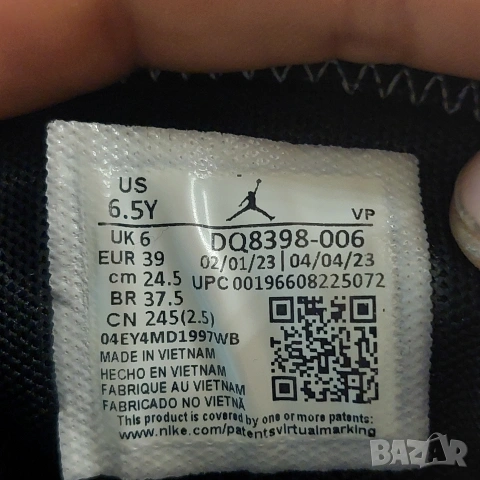 US
6.5Y
VP
UK 6
DQ8398-006
EUR 39
02/01/23 | 04/04/23
cm 24.5
UPC 00196608225072
BR 37.5
CN 245(2.5)
04EY4MD1997WB
MADE IN VIETNAM
HECHO EN VIETNAM
FABRIQUE AU VIETNAM
FABRICADO NO VIETNÃ
This product is covered by one or more patents:
www.nike.com/patentsvirtualmarking
BAZAR